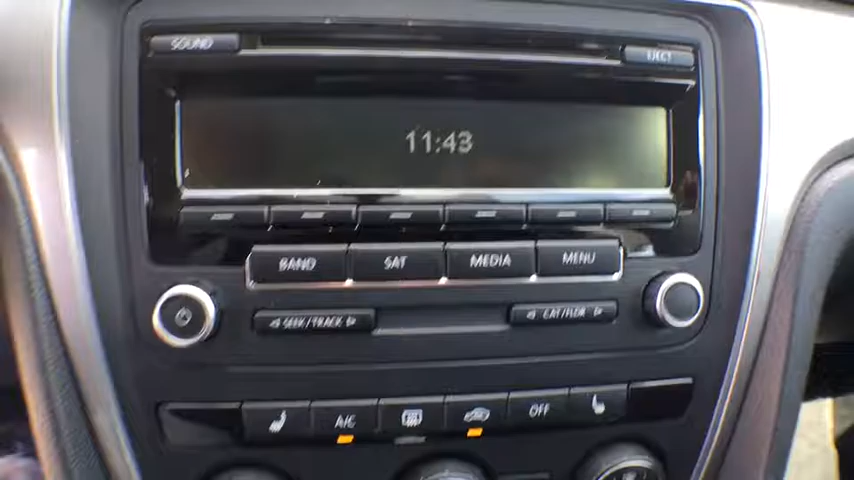 SOUND EJECT
11:43
BAND SAT MEDIA MENU
SEEK/TRACK CAT/FLDR
A/C OFF